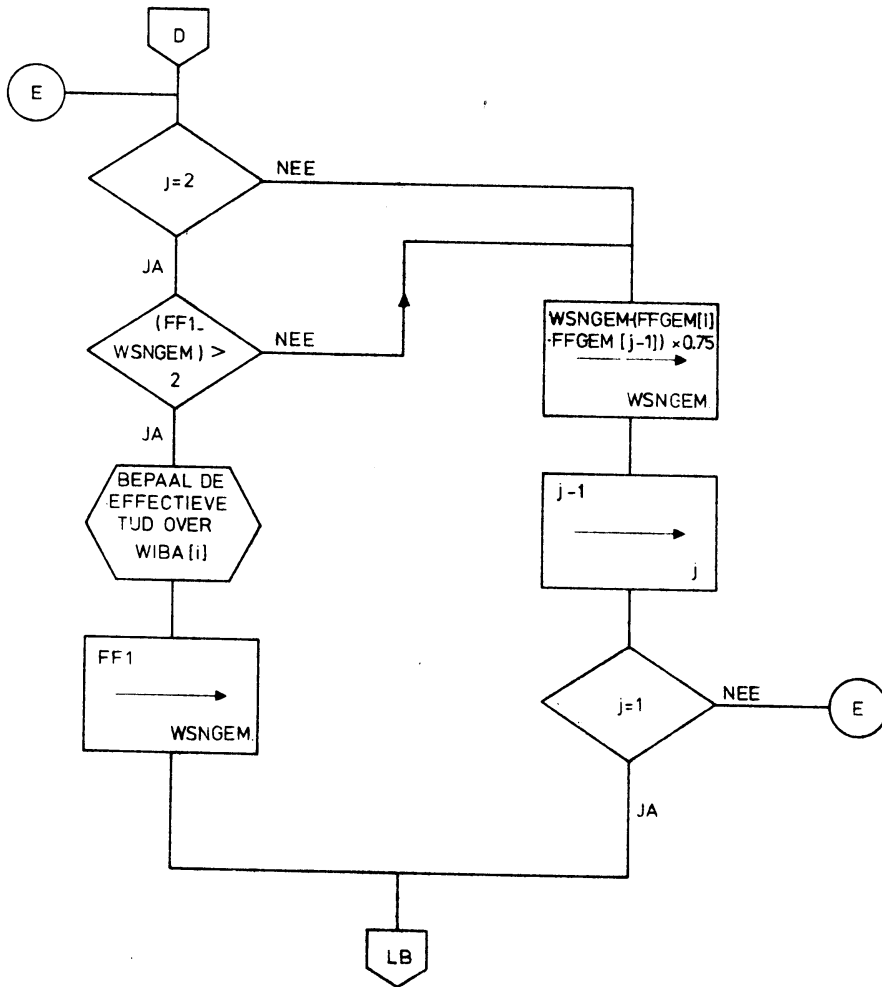 D
E
J=2
NEE
JA
(FF1-
WSNGEM) >
2
NEE
JA
WSNGEM-(FFGEM[i]
-FFGEM [j-1]) ×0.75
WSNGEM.
BEPAAL DE
EFFECTIEVE
TIJD OVER
WIBA[i]
j-1
j
FF1
WSNGEM.
j=1
NEE
E
JA
LB